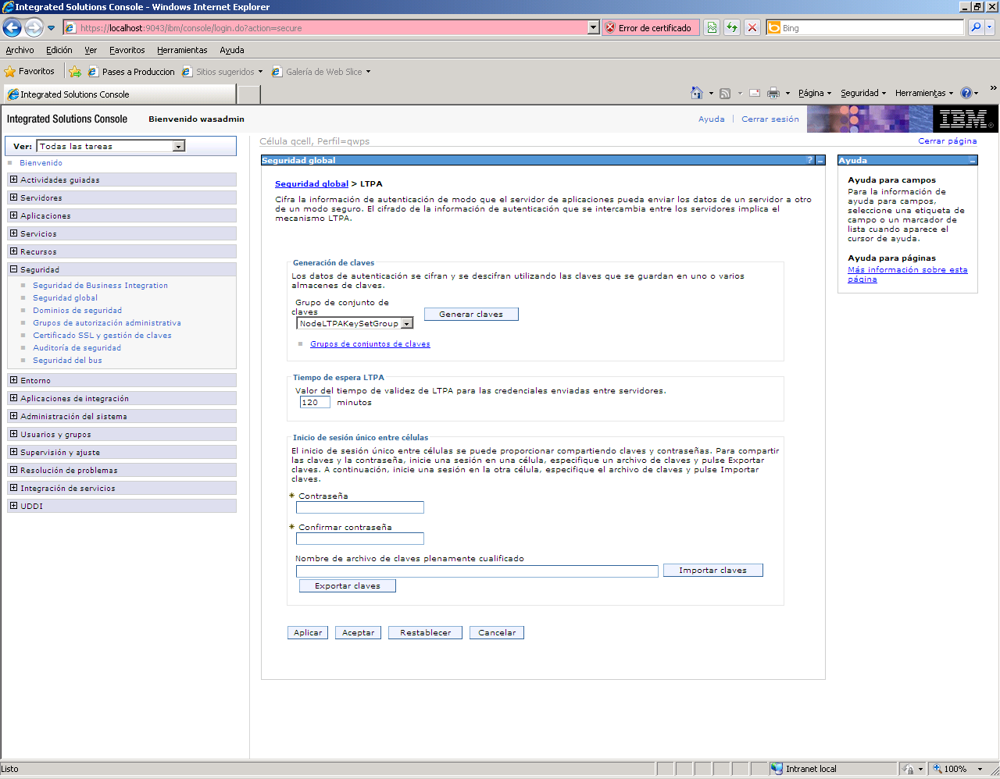 Integrated Solutions Console - Windows Internet Explorer
https://localhost:9043/ibm/console/login.do?action=secure
Error de certificado
Bing
Archivo Edición Ver Favoritos Herramientas Ayuda
Favoritos Pases a Produccion Sitios sugeridos Galería de Web Slice
Integrated Solutions Console
Página Seguridad Herramientas
Integrated Solutions Console Bienvenido wasadmin
Ayuda Cerrar sesión
IBM
Ver: Todas las tareas
Bienvenido
Actividades guiadas
Servidores
Aplicaciones
Servicios
Recursos
Seguridad
Seguridad de Business Integration
Seguridad global
Dominios de seguridad
Grupos de autorización administrativa
Certificado SSL y gestión de claves
Auditoría de seguridad
Seguridad del bus
Entorno
Aplicaciones de integración
Administración del sistema
Usuarios y grupos
Supervisión y ajuste
Resolución de problemas
Integración de servicios
UDDI
Célula qcell, Perfil=qwps
Cerrar página
Seguridad global
Seguridad global > LTPA
Cifra la información de autenticación de modo que el servidor de aplicaciones pueda enviar los datos de un servidor a otro
de un modo seguro. El cifrado de la información de autenticación que se intercambia entre los servidores implica el
mecanismo LTPA.
Generación de claves
Los datos de autenticación se cifran y se descifran utilizando las claves que se guardan en uno o varios
almacenes de claves.
Grupo de conjunto de
claves
NodeLTPAKeySetGroup
Generar claves
Grupos de conjuntos de claves
Tiempo de espera LTPA
Valor del tiempo de validez de LTPA para las credenciales enviadas entre servidores.
120 minutos
Inicio de sesión único entre células
El inicio de sesión único entre células se puede proporcionar compartiendo claves y contraseñas. Para compartir
las claves y la contraseña, inicie una sesión en una célula, especifique un archivo de claves y pulse Exportar
claves. A continuación, inicie una sesión en la otra célula, especifique el archivo de claves y pulse Importar
claves.
* Contraseña
* Confirmar contraseña
Nombre de archivo de claves plenamente cualificado
Importar claves
Exportar claves
Aplicar Aceptar Restablecer Cancelar
Ayuda
Ayuda para campos
Para la información de
ayuda para campos,
seleccione una etiqueta de
campo o un marcador de
lista cuando aparece el
cursor de ayuda.
Ayuda para páginas
Más información sobre esta
página
Listo
Intranet local
100%